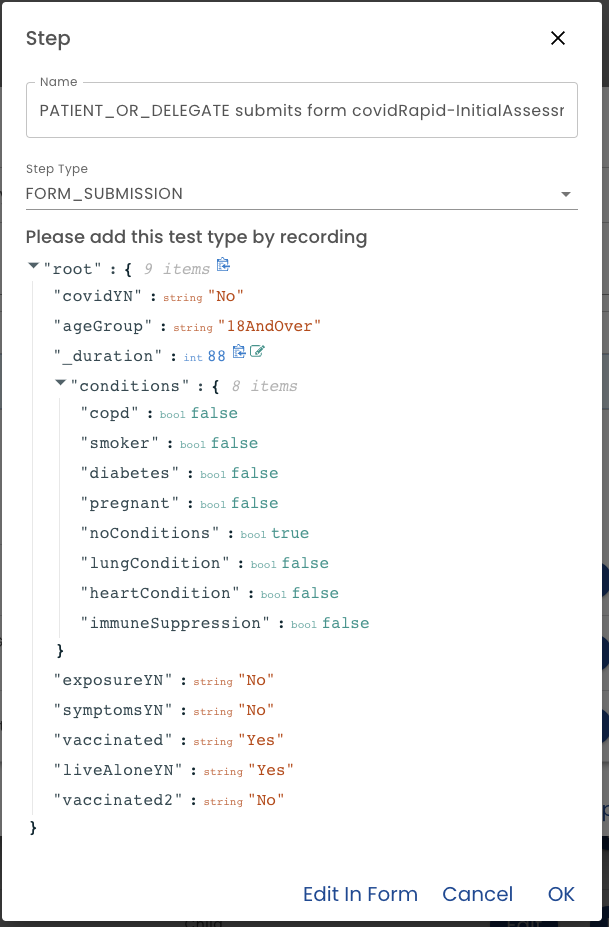 Step
Name
PATIENT_OR_DELEGATE submits form covidRapid-InitialAssessr
Step Type
FORM_SUBMISSION
Please add this test type by recording
"root" : { 9 items
"covidYN" : string "No"
"ageGroup" : string "18AndOver"
"_duration" : int 88
"conditions" : { 8 items
"copd" : bool false
"smoker" : bool false
"diabetes" : bool false
"pregnant" : bool false
"noConditions" : bool true
"lungCondition" : bool false
"heartCondition" : bool false
"immuneSuppression" : bool false
}
"exposureYN" : string "No"
"symptomsYN" : string "No"
"vaccinated" : string "Yes"
"liveAloneYN" : string "Yes"
"vaccinated2" : string "No"
}
Edit In Form Cancel OK